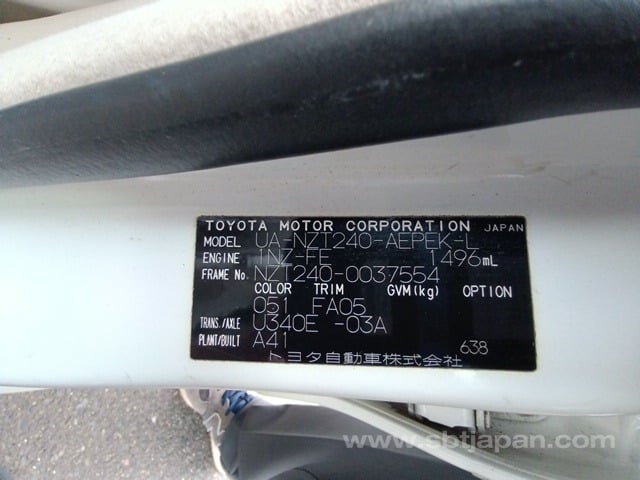 TOYOTA MOTOR CORPORATION JAPAN
MODEL UA-NZT240-AEPEK-L
ENGINE 1NZ-FE 1496mL
FRAME No. NZT240-0037554
COLOR TRIM GVM(kg) OPTION
051 FA05
TRANS./AXLE U340E -03A
PLANT/BUILT A41 638
トヨタ自動車株式会社
www.cbtjapan.com